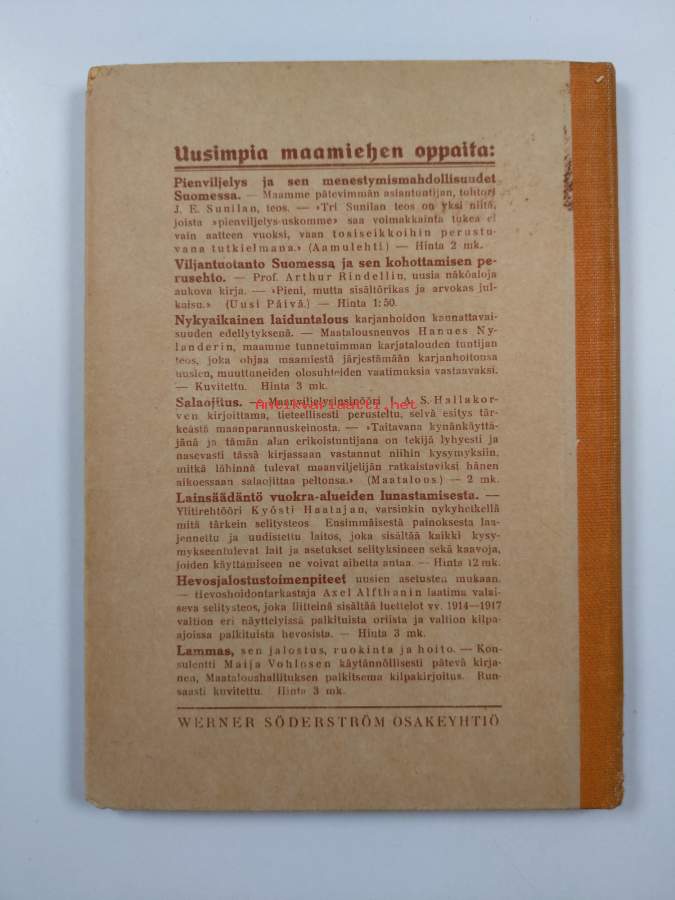 Uusimpia maamiehen oppaita:
Pienviljelys ja sen menestymismahdollisuudet
Suomessa. — Maamme pätevimmän asiantuntijan, tohtori
J. E. Sunilan, teos. — »Tri Sunilan teos on yksi niitä,
joista »pienviljelys-uskomme» saa voimakkainta tukea ei
vain aatteen vuoksi, vaan tosiseikkoihin perustu-
vana tutkielmana.» (Aamulehti) — Hinta 2 mk.
Viljantuotanto Suomessa ja sen kohottamisen pe-
rusehto. — Prof. Arthur Rindellin, uusia näköaloja
aukova kirja. — »Pieni, mutta sisältörikas ja arvokas jul-
kaisu.» (Uusi Päivä.) — Hinta 1:50.
Nykyaikainen laiduntalous karjanhoidon kannattavai-
suuden edellytyksenä. — Maatalousneuvos Hannes Ny-
landerin, maamme tunnetuimman karjatalouden tuntijan
teos, joka ohjaa maamiestä järjestämään karjanhoitonsa
uusien, muuttuneiden olosuhteiden vaatimuksia vastaavaksi.
— Kuvitettu. Hinta 3 mk.
Salaojitus. — Maanviljelysinsinööri A. S. Hallakor-
ven kirjoittama, tieteellisesti perusteltu, selvä esitys tär-
keästä maanparannuskeinosta. — »Taitavana kynänkäyttä-
jänä ja tämän alan erikoistuntijana on tekijä lyhyesti ja
nasevasti tässä kirjassaan vastannut niihin kysymyksiin,
mitkä lähinnä tulevat maanviljelijän ratkaistaviksi hänen
aikoessaan salaojittaa peltonsa.» (Maatalous) — 2 mk.
Lainsäädäntö vuokra-alueiden lunastamisesta. —
Ylitirehtööri Kyösti Haatajan, varsinkin nykyhetkellä
mitä tärkein selitysteos Ensimmäisestä painoksesta laa-
jennettu ja uudistettu laitos, joka sisältää kaikki kysy-
mykseentulevat lait ja asetukset selityksineen sekä kaavoja,
joiden käyttämiseen ne voivat aihetta antaa. — Hinta 12 mk.
Hevosjalostustoimenpiteet uusien asetusten mukaan.
— Hevoshoidontarkastaja Axel Alfthanin laatima valai-
seva selitysteos, joka liitteinä sisältää luettelot vv. 1914—1917
valtion eri näyttelyissä palkituista oriista ja valtion kilpa-
ajoissa palkituista hevosista. — Hinta 3 mk.
Lammas, sen jalostus, ruokinta ja hoito. — Kon-
sulentti Maija Vohlosen käytännöllisesti pätevä kirja-
nen, Maataloushallituksen palkitsema kilpakirjoitus. Run-
saasti kuvitettu. Hinta 3 mk.
WERNER SÖDERSTRÖM OSAKEYHTIÖ
Antikvariaatti.net